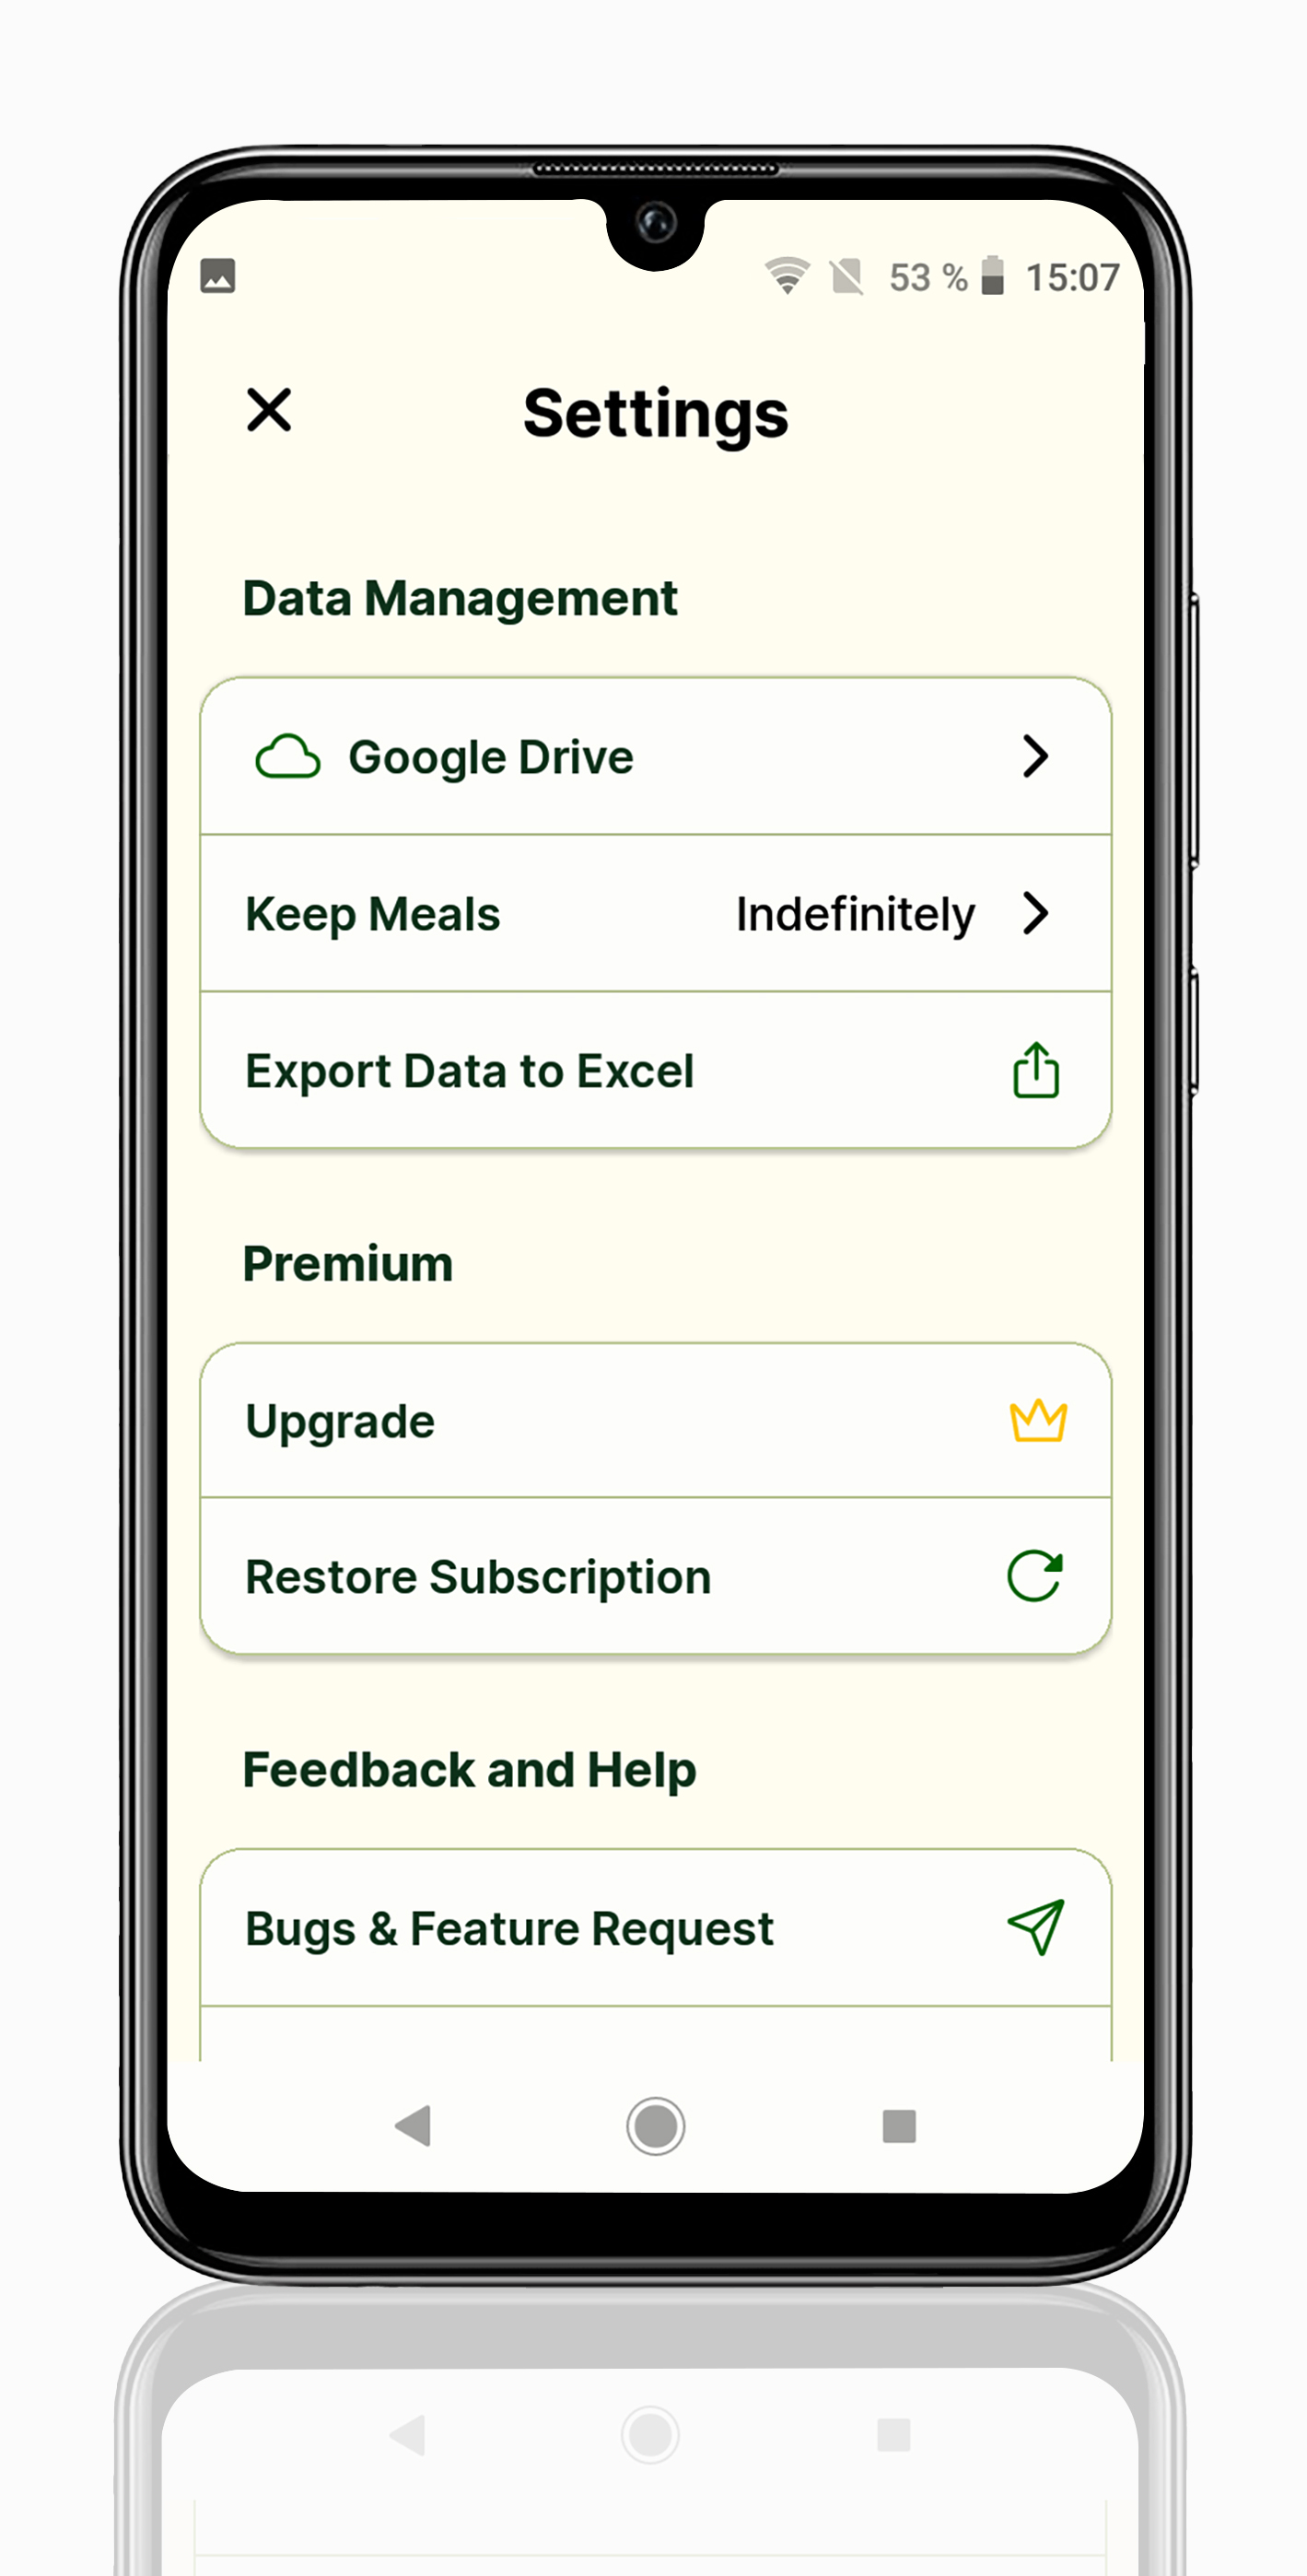 53 % 15:07
Settings
Data Management
Google Drive
Keep Meals Indefinitely
Export Data to Excel
Premium
Upgrade
Restore Subscription
Feedback and Help
Bugs & Feature Request